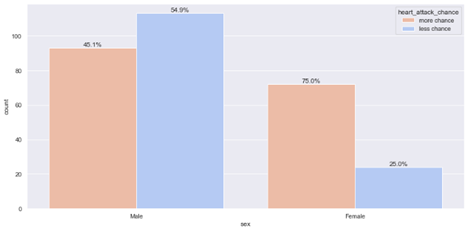 54.9%
heart_attack_chance
more chance
less chance
45.1%
75.0%
25.0%
count
100
80
60
40
20
0
Male
Female
sex